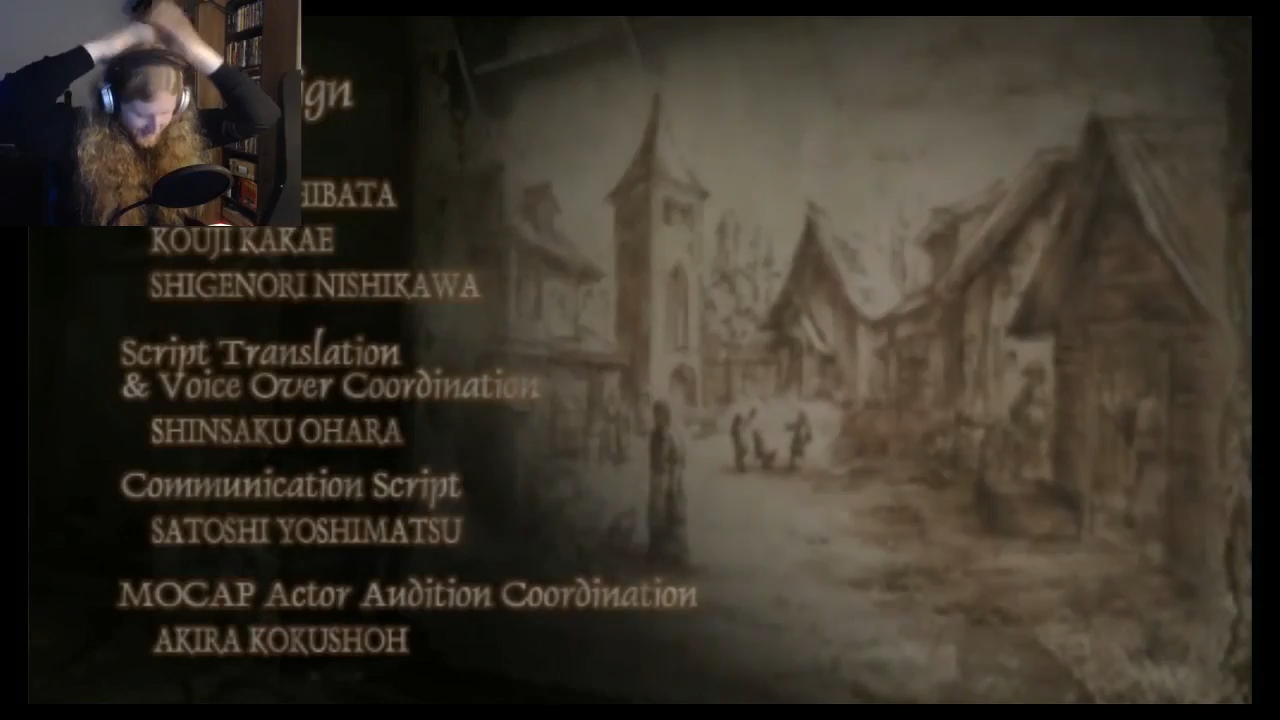 KOUJI KAKAE
SHIGENORI NISHIKAWA
Script Translation
& Voice Over Coordination
SHINSAKU OHARA
Communication Script
SATOSHI YOSHIMATSU
MOCAP Actor Audition Coordination
AKIRA KOKUSHOH